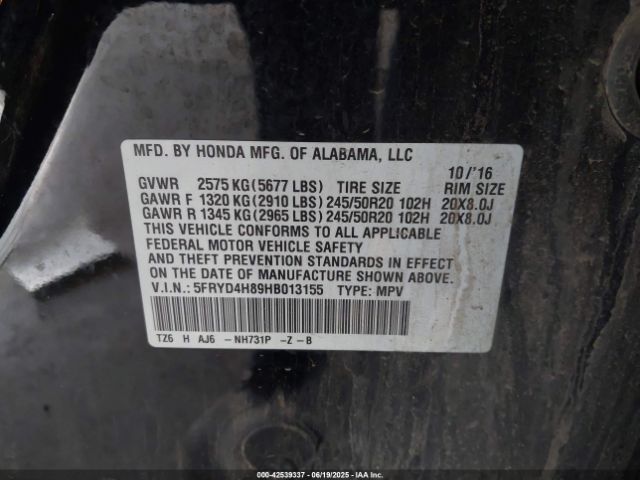 MFD. BY HONDA MFG. OF ALABAMA, LLC
10/'16
GVWR 2575 KG (5677 LBS) TIRE SIZE RIM SIZE
GAWR F 1320 KG (2910 LBS) 245/50R20 102H 20X8.0J
GAWR R 1345 KG (2965 LBS) 245/50R20 102H 20X8.0J
THIS VEHICLE CONFORMS TO ALL APPLICABLE
FEDERAL MOTOR VEHICLE SAFETY
AND THEFT PREVENTION STANDARDS IN EFFECT
ON THE DATE OF MANUFACTURE SHOWN ABOVE.
V.I.N.: 5FRYD4H89HB013155 TYPE: MPV
TZ6 H AJ6 -NH731P -Z -B
000-42539337 - 06/19/2025 - IAAI.COM